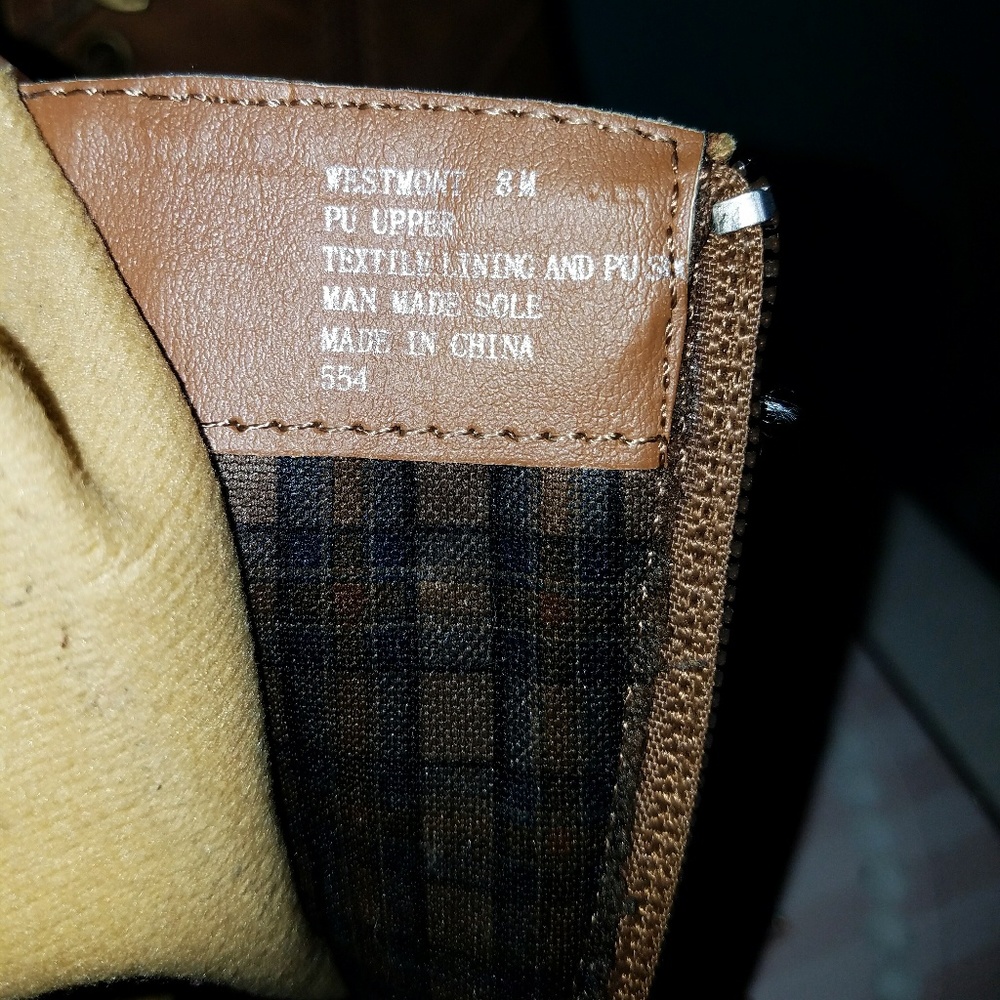 WESTMONT 8M
PU UPPER
TEXTILE LINING AND PU
MAN MADE SOLE
MADE IN CHINA
554